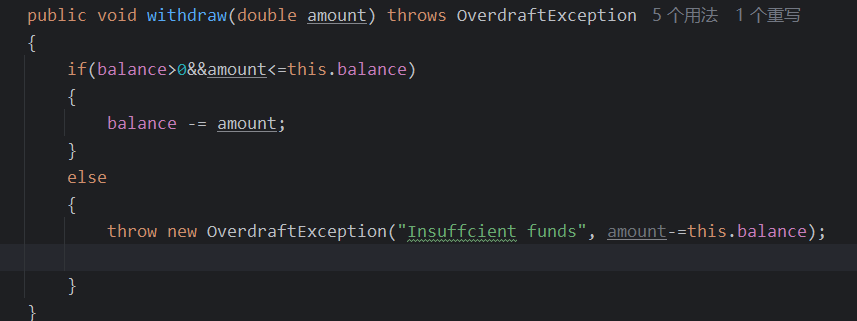 public void withdraw(double amount) throws OverdraftException 5 个用法 1 个重写
{
    if(balance>0&&amount<=this.balance)
    {
        balance -= amount;
    }
    else
    {
        throw new OverdraftException("Insuffcient funds", amount-=this.balance);
    }
}